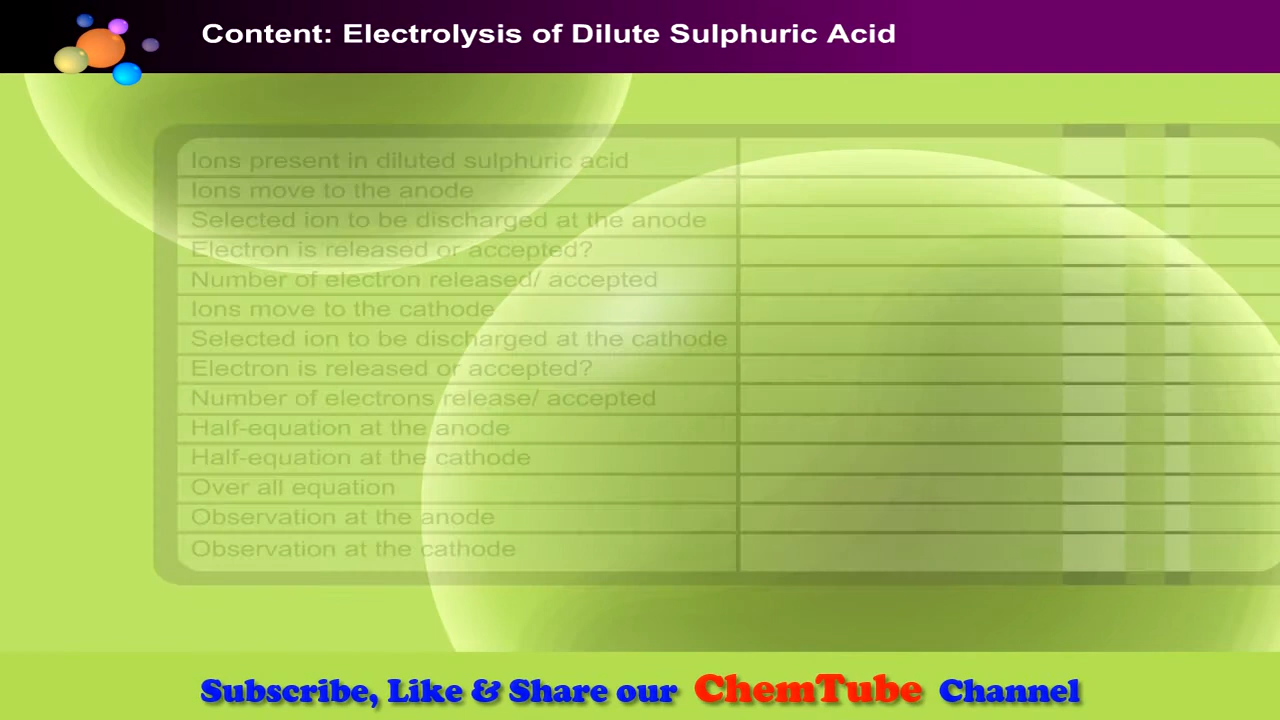 Content: Electrolysis of Dilute Sulphuric Acid
Ions present in diluted sulphuric acid
Ions move to the anode
Selected ion to be discharged at the anode
Electron is released or accepted?
Number of electron released/ accepted
Ions move to the cathode
Selected ion to be discharged at the cathode
Electron is released or accepted?
Number of electrons release/ accepted
Half-equation at the anode
Half-equation at the cathode
Over all equation
Observation at the anode
Observation at the cathode
Subscribe, Like & Share our ChemTube Channel